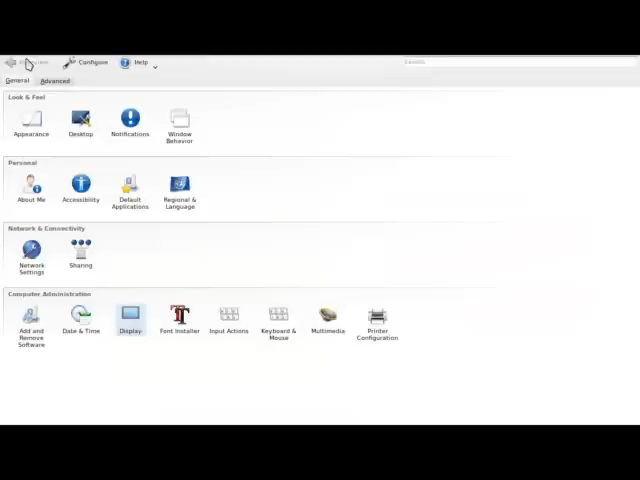 Overview Configure Help
General Advanced
Look & Feel
Appearance Desktop Notifications Window
Behavior
Personal
About Me Accessibility Default
Applications Regional &
Language
Network & Connectivity
Network
Settings Sharing
Computer Administration
Add and
Remove
Software Date & Time Display Font Installer Input Actions Keyboard &
Mouse Multimedia Printer
Configuration